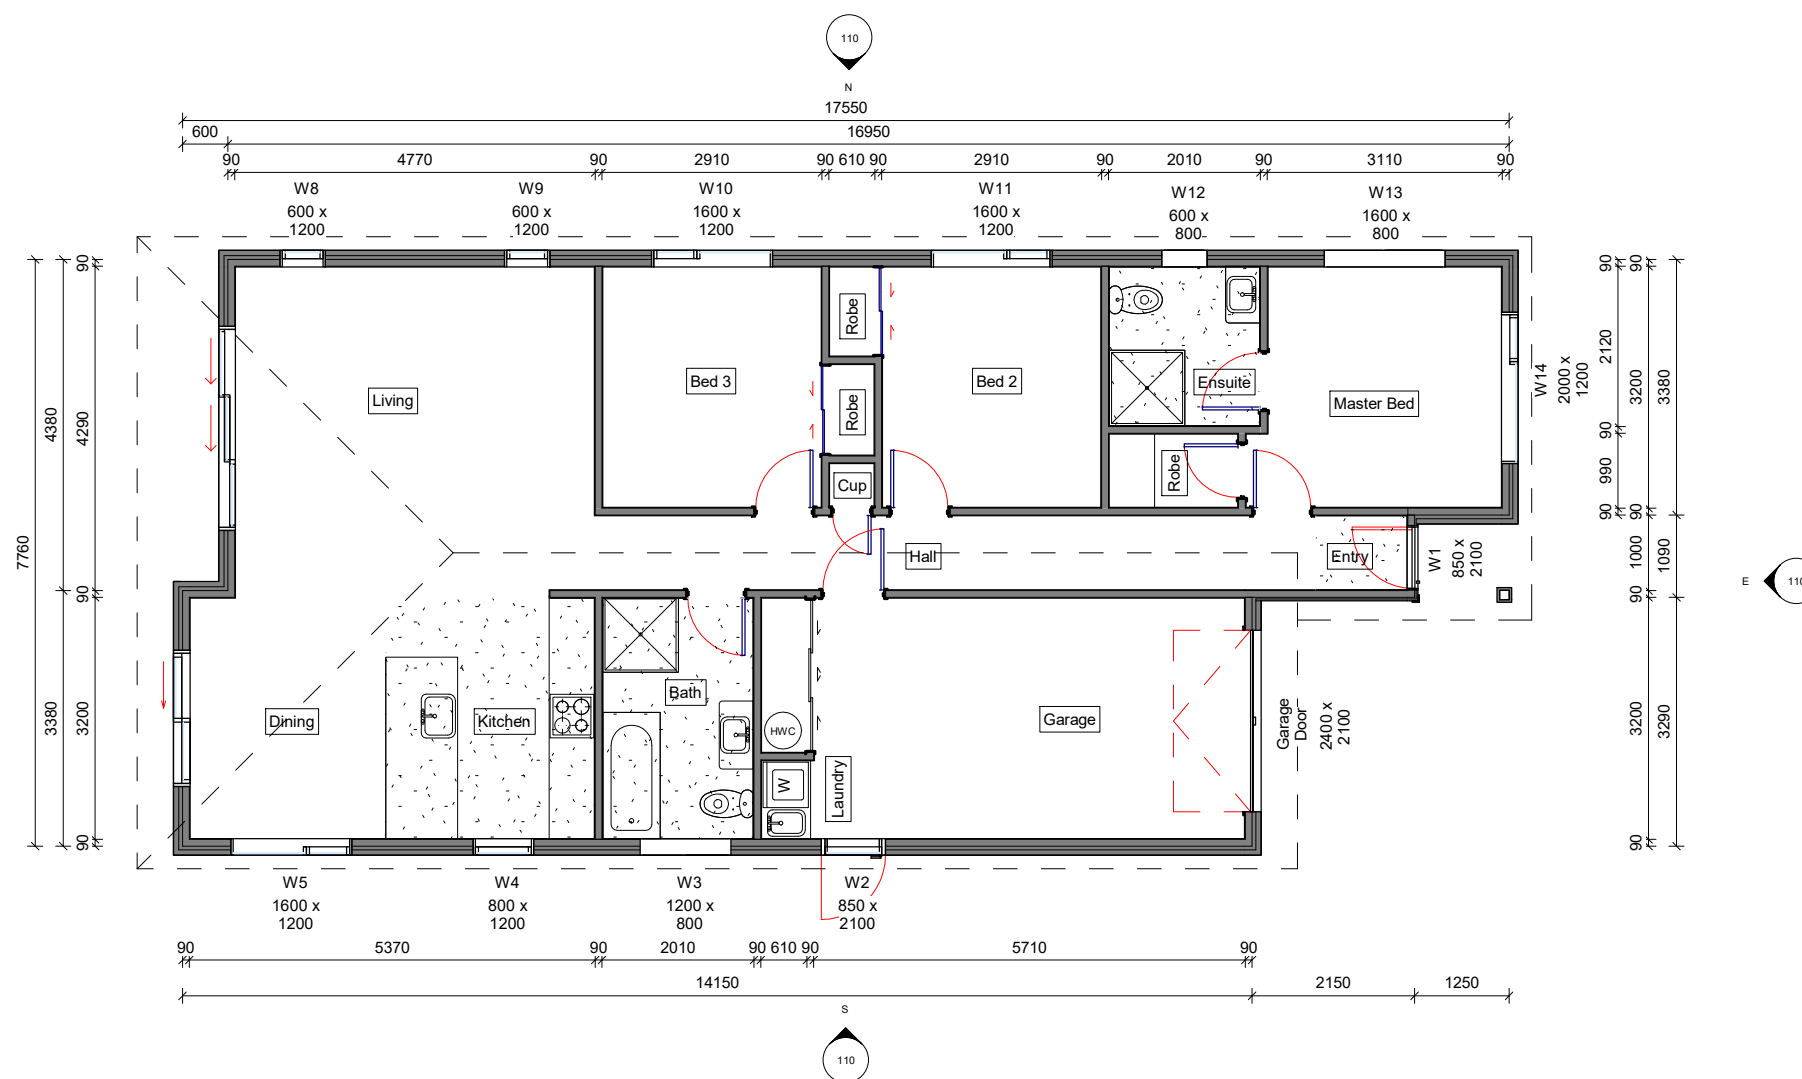 110
N
17550
600
16950
90
4770
90
2910
90
610
90
2910
90
2010
90
3110
90
W8
600 x
1200
W9
600 x
1200
W10
1600 x
1200
W11
1600 x
1200
W12
600 x
800
W13
1600 x
800
7760
4380
3380
90
4290
90
3200
90
Living
Bed 3
Robe
Robe
Cup
Bed 2
Ensuite
Robe
Master Bed
Hall
Entry
W14
2000 x
1200
W1
850 x
2100
90
2120
90
990
90
1000
90
3200
90
90
3200
90
3380
1090
3290
E
110
Dining
Kitchen
Bath
HWC
W
Laundry
Garage
Garage
Door
2400 x
2100
W5
1600 x
1200
W4
800 x
1200
W3
1200 x
800
W2
850 x
2100
90
5370
90
2010
90
610
90
5710
90
14150
2150
1250
S
110